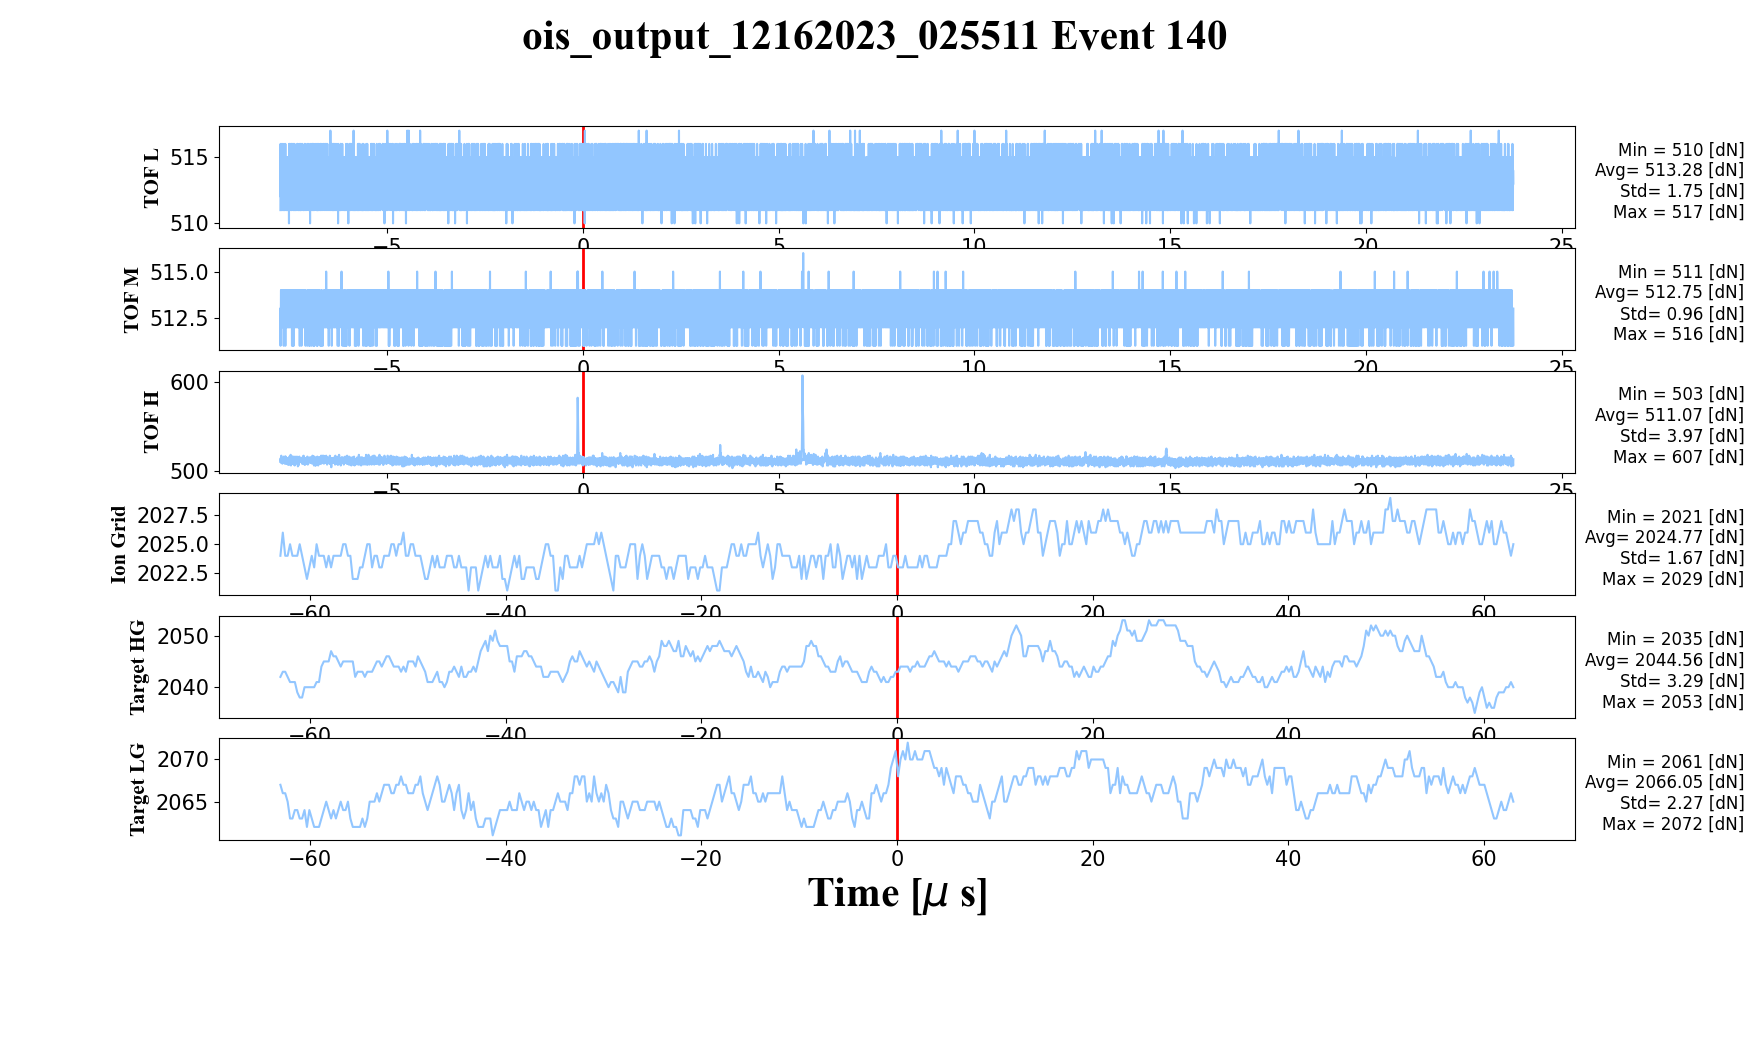 ois_output_12162023_025511 Event 140
TOF L
515
510
−5
0
5
10
15
20
25
Min = 510 [dN]
Avg= 513.28 [dN]
Std= 1.75 [dN]
Max = 517 [dN]
TOF M
515.0
512.5
−5
0
5
10
15
20
25
Min = 511 [dN]
Avg= 512.75 [dN]
Std= 0.96 [dN]
Max = 516 [dN]
TOF H
600
500
−5
0
5
10
15
20
25
Min = 503 [dN]
Avg= 511.07 [dN]
Std= 3.97 [dN]
Max = 607 [dN]
Ion Grid
2027.5
2025.0
2022.5
−60
−40
−20
0
20
40
60
Min = 2021 [dN]
Avg= 2024.77 [dN]
Std= 1.67 [dN]
Max = 2029 [dN]
Target HG
2050
2040
−60
−40
−20
0
20
40
60
Min = 2035 [dN]
Avg= 2044.56 [dN]
Std= 3.29 [dN]
Max = 2053 [dN]
Target LG
2070
2065
−60
−40
−20
0
20
40
60
Min = 2061 [dN]
Avg= 2066.05 [dN]
Std= 2.27 [dN]
Max = 2072 [dN]
Time [μ s]